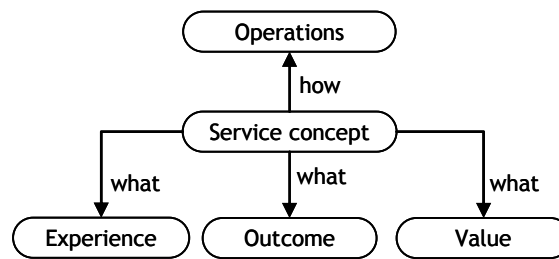 Operations
how
Service concept
what
what
what
Experience
Outcome
Value